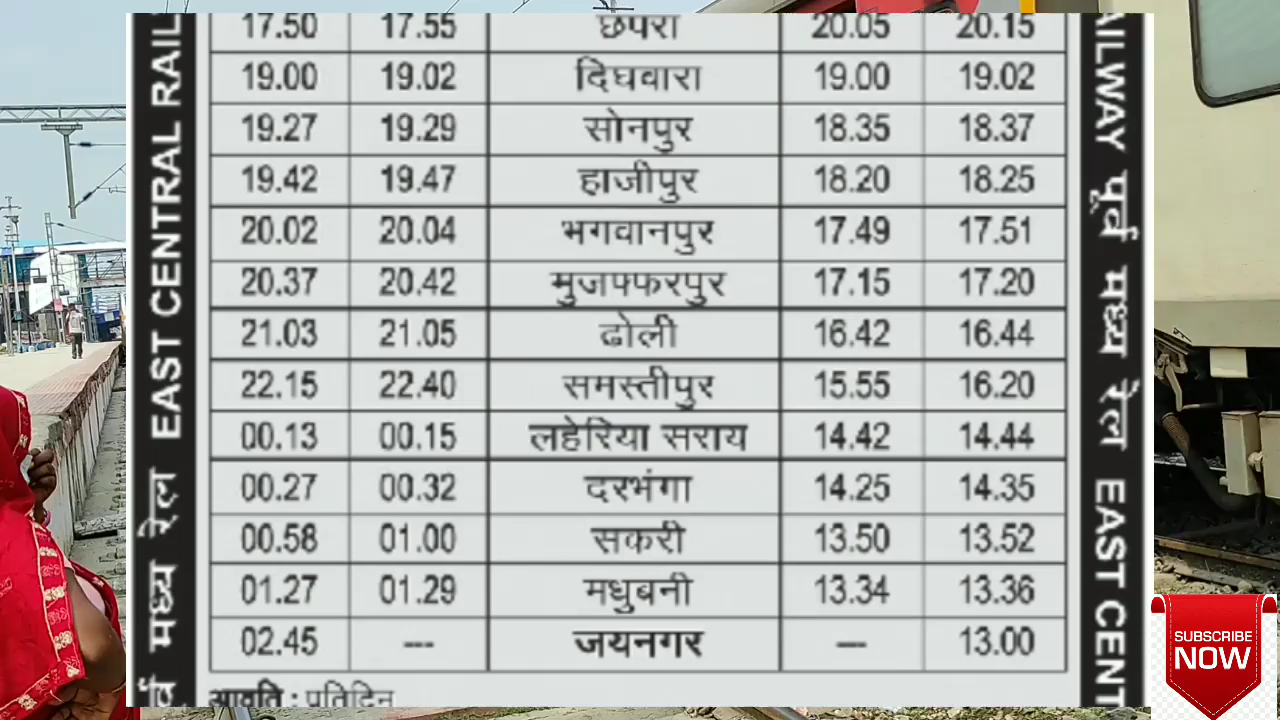 17.50 17.55 छपरा 20.05 20.15
19.00 19.02 दिघवारा 19.00 19.02
19.27 19.29 सोनपुर 18.35 18.37
19.42 19.47 हाजीपुर 18.20 18.25
20.02 20.04 भगवानपुर 17.49 17.51
20.37 20.42 मुजफ्फरपुर 17.15 17.20
21.03 21.05 ढोली 16.42 16.44
22.15 22.40 समस्तीपुर 15.55 16.20
00.13 00.15 लहेरिया सराय 14.42 14.44
00.27 00.32 दरभंगा 14.25 14.35
00.58 01.00 सकरी 13.50 13.52
01.27 01.29 मधुबनी 13.34 13.36
02.45 --- जयनगर --- 13.00
आवृति : प्रतिदिन
मध्य रेल EAST CENTRAL RAIL
AILWAY पूर्व मध्य रेल EAST CENT
SUBSCRIBE
NOW